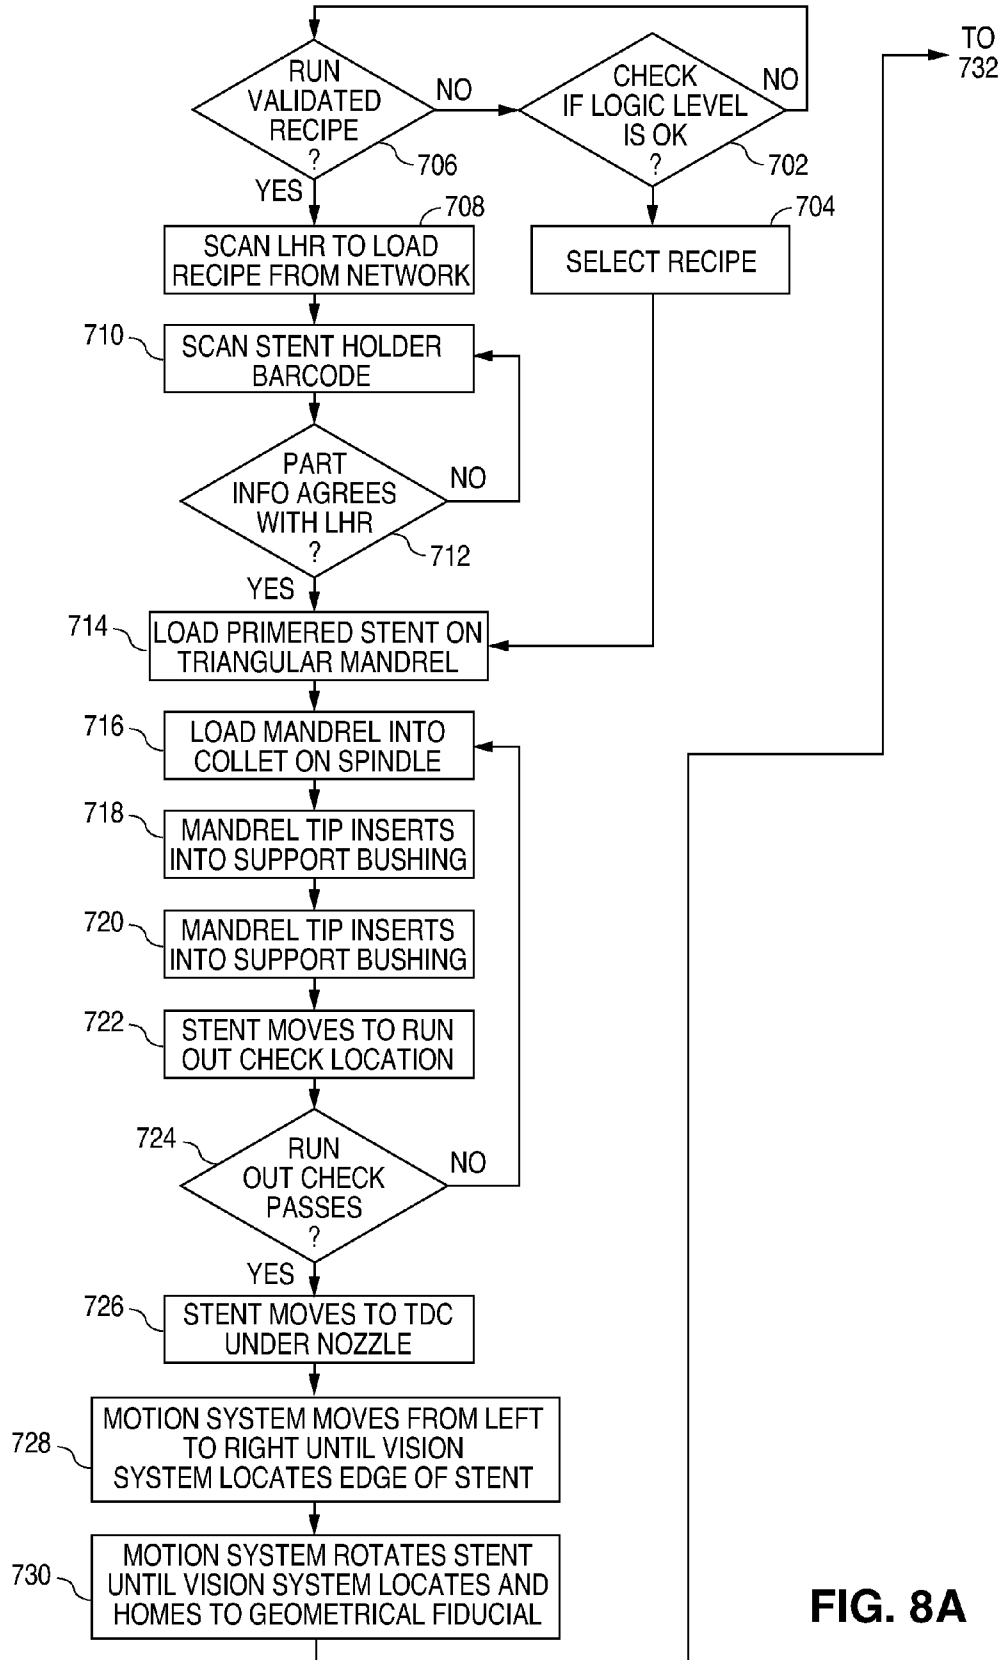 RUN
VALIDATED
RECIPE
?
NO
706
YES
CHECK
IF LOGIC LEVEL
IS OK
?
NO
702
TO
732
708
SCAN LHR TO LOAD
RECIPE FROM NETWORK
704
SELECT RECIPE
710
SCAN STENT HOLDER
BARCODE
PART
INFO AGREES
WITH LHR
?
NO
712
YES
714
LOAD PRIMERED STENT ON
TRIANGULAR MANDREL
716
LOAD MANDREL INTO
COLLET ON SPINDLE
718
MANDREL TIP INSERTS
INTO SUPPORT BUSHING
720
MANDREL TIP INSERTS
INTO SUPPORT BUSHING
722
STENT MOVES TO RUN
OUT CHECK LOCATION
724
RUN
OUT CHECK
PASSES
?
NO
YES
726
STENT MOVES TO TDC
UNDER NOZZLE
728
MOTION SYSTEM MOVES FROM LEFT
TO RIGHT UNTIL VISION
SYSTEM LOCATES EDGE OF STENT
730
MOTION SYSTEM ROTATES STENT
UNTIL VISION SYSTEM LOCATES AND
HOMES TO GEOMETRICAL FIDUCIAL
FIG. 8A